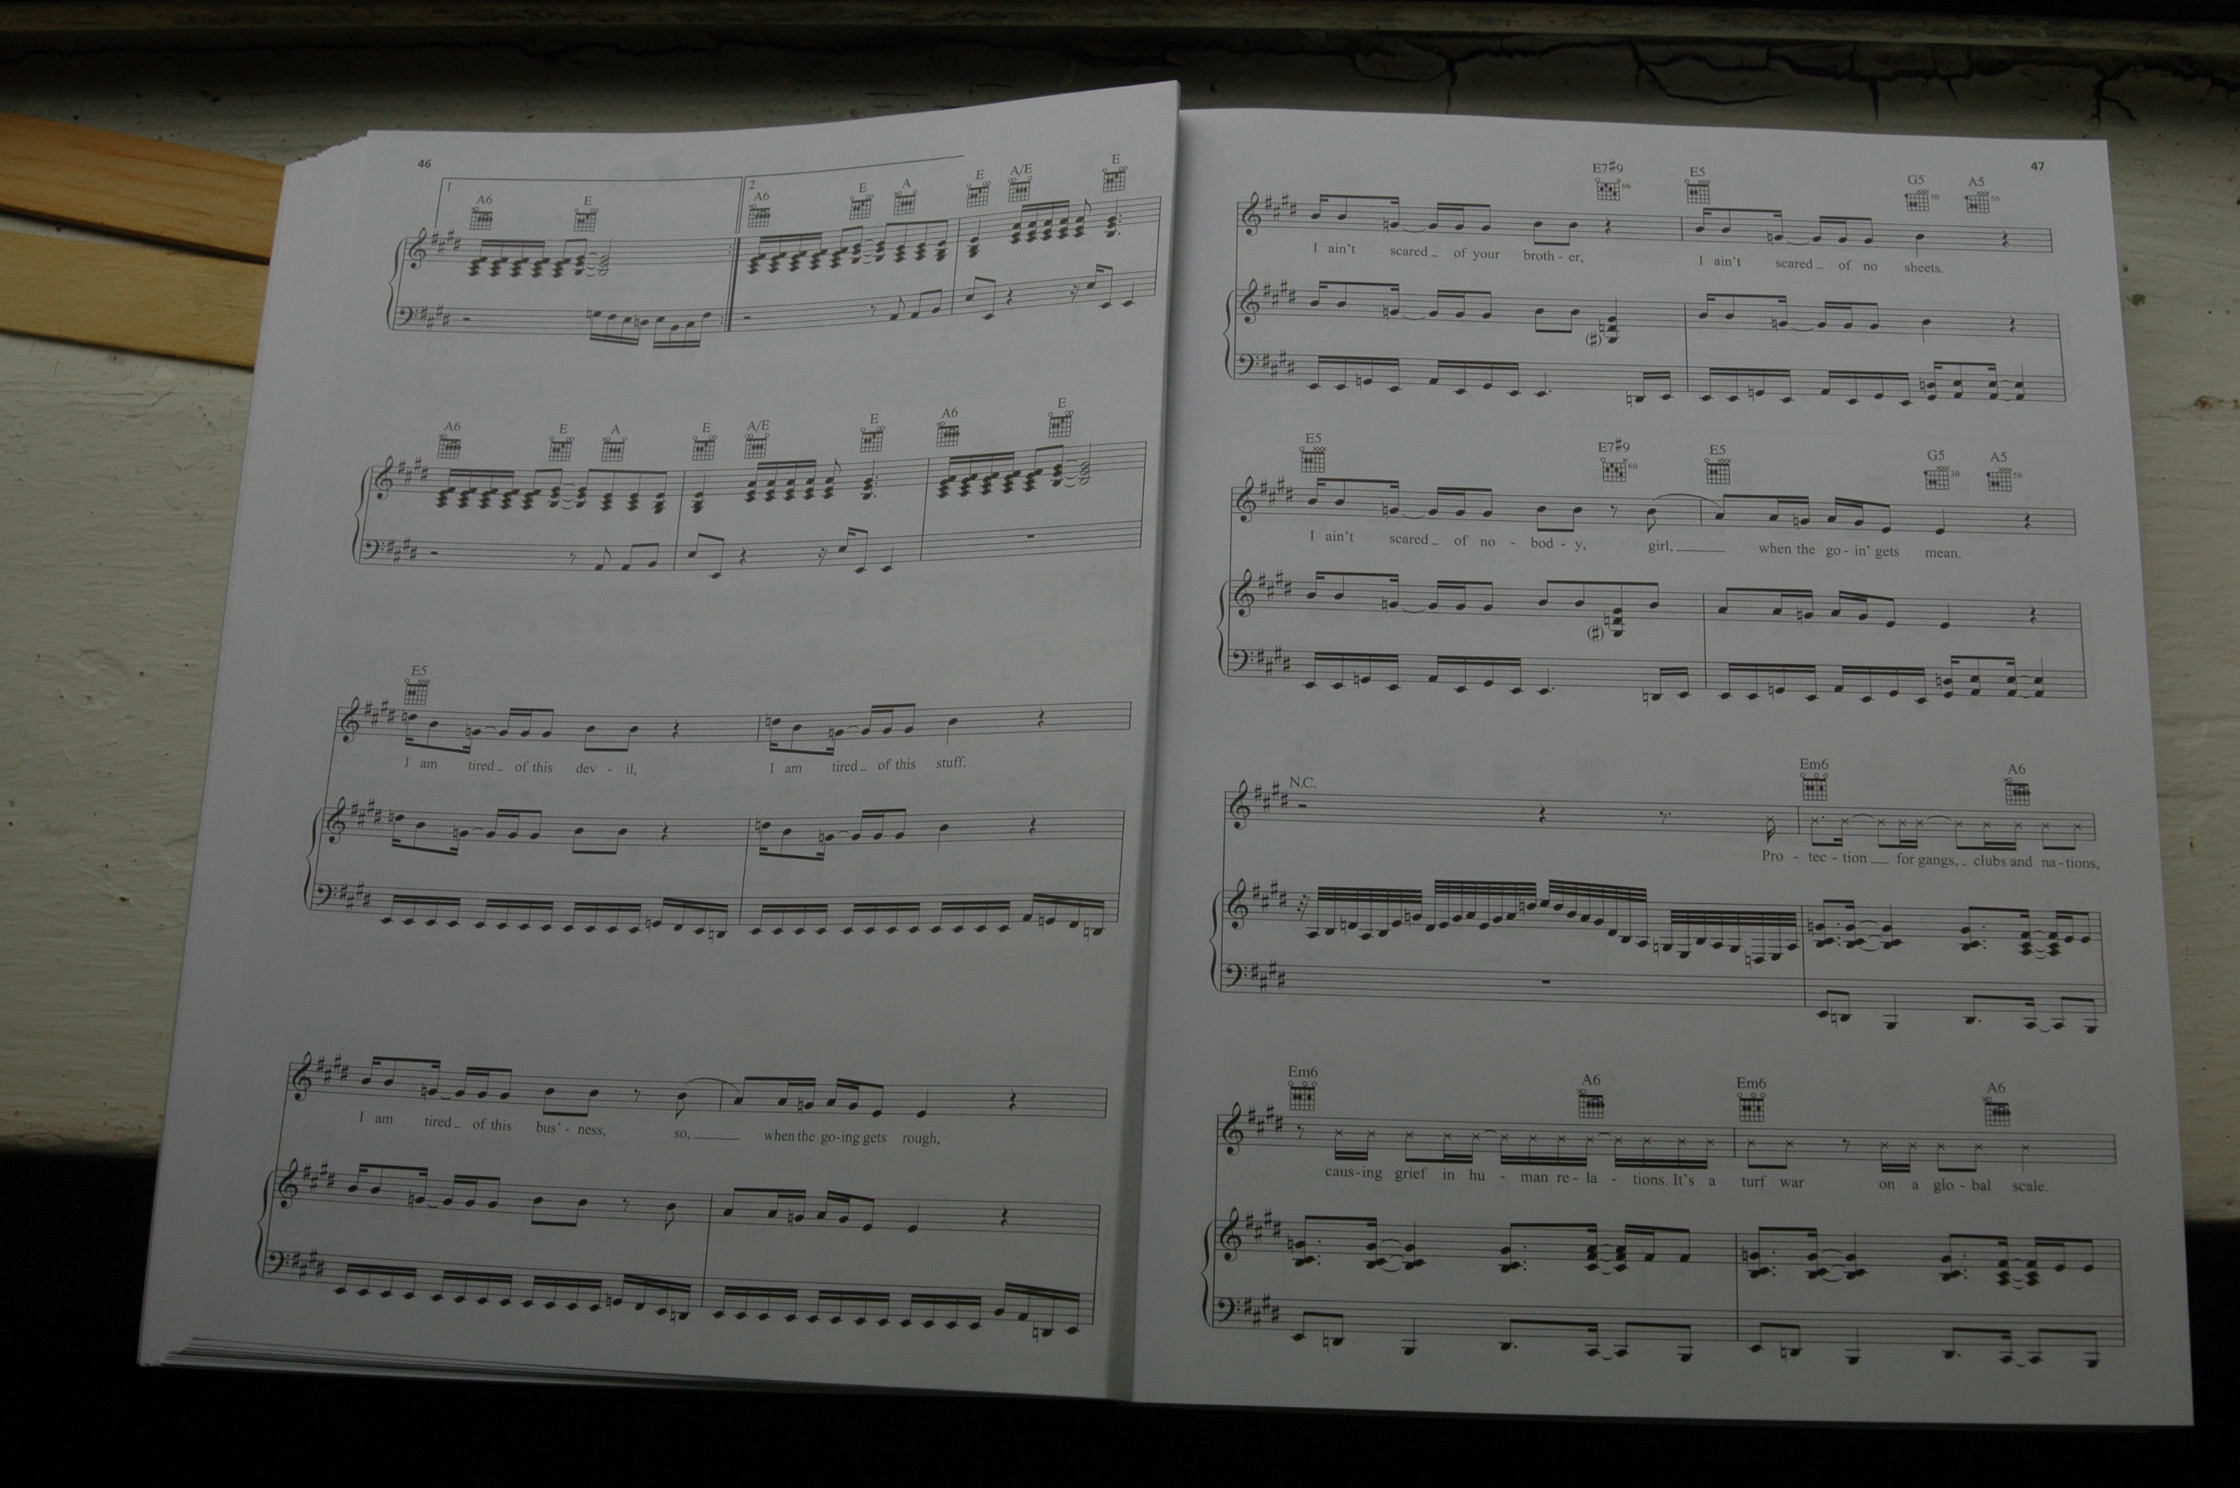 46
1 2
A6 E A6 E A E A/E E
A6 E A E A/E E A6 E
E5
I am tired_ of this dev - il, I am tired_ of this stuff.
I am tired_ of this bus' - ness, so,____ when the go-ing gets rough,
47
E7#9 E5 G5 A5
I ain't scared_ of your broth - er, I ain't scared_ of no sheets.
E5 E7#9 E5 G5 A5
I ain't scared_ of no - bod - y, girl,____ when the go - in' gets mean.
N.C. Em6 A6
Pro - tec - tion __ for gangs,_ clubs and na - tions,
Em6 A6 Em6 A6
caus-ing grief in hu - man re - la - tions. It's a turf war on a glo - bal scale.